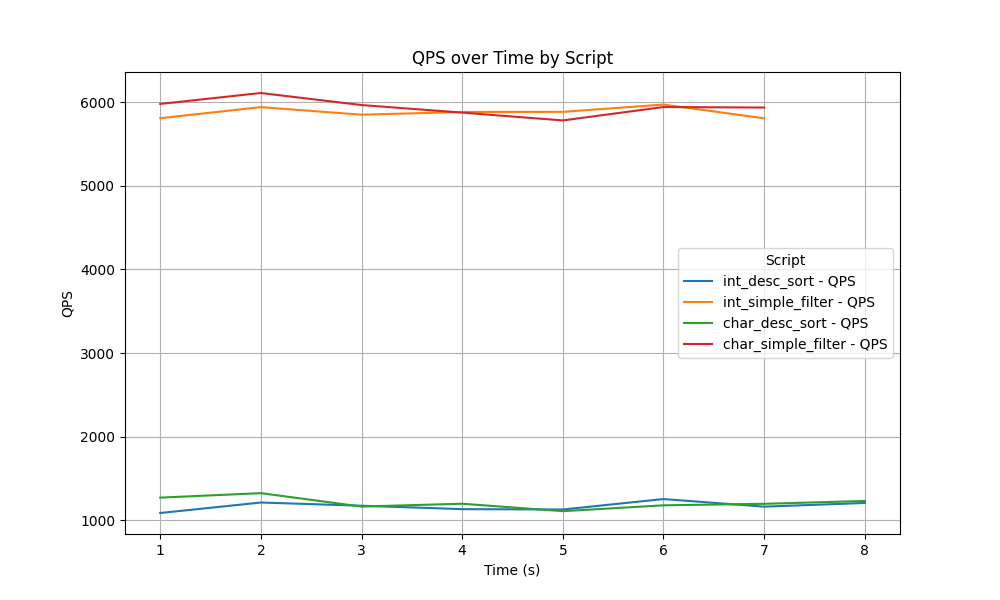 QPS over Time by Script
6000
5000
4000
3000
2000
1000
QPS
Script
int_desc_sort - QPS
int_simple_filter - QPS
char_desc_sort - QPS
char_simple_filter - QPS
1 2 3 4 5 6 7 8
Time (s)